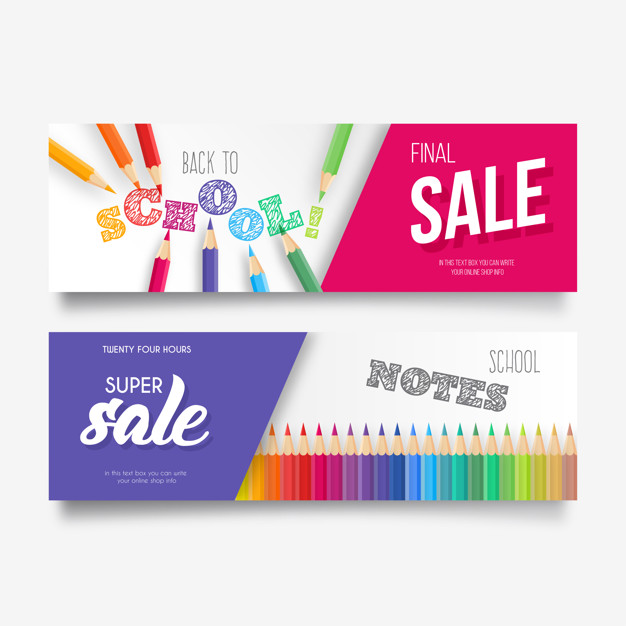 BACK TO
SCHOOL!
FINAL
SALE
IN THIS TEXT BOX YOU CAN WRITE
YOUR ONLINE SHOP INFO
TWENTY FOUR HOURS
SUPER
sale
in this text box you can write
your online shop info
SCHOOL
NOTES